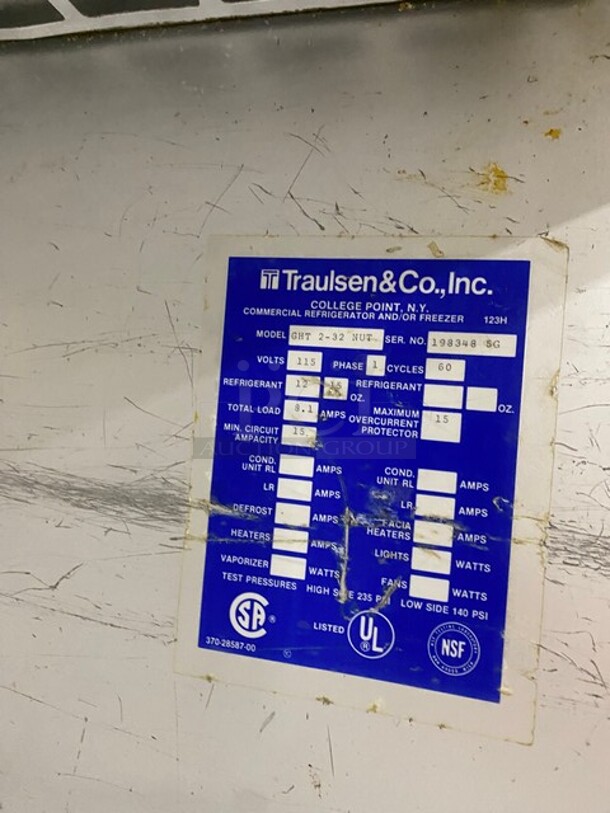 Traulsen & Co., Inc.
COLLEGE POINT, N.Y.
COMMERCIAL REFRIGERATOR AND/OR FREEZER 123H
MODEL GHT 2-32 NUT SER. NO. 198348 SG
VOLTS 115 PHASE 1 CYCLES 60
REFRIGERANT 12 OZ. REFRIGERANT OZ.
TOTAL LOAD 8.1 AMPS MAXIMUM OVERCURRENT PROTECTOR 15
MIN. CIRCUIT AMPACITY 15
COND. UNIT RL AMPS COND. UNIT RL AMPS
LR AMPS LR AMPS
DEFROST AMPS FACIA HEATERS AMPS
HEATERS AMPS LIGHTS WATTS
VAPORIZER WATTS FANS WATTS
TEST PRESSURES HIGH SIDE 235 PSI LOW SIDE 140 PSI
SA ® LISTED UL ® NSF
370-28587-00
AUCTION GROUP